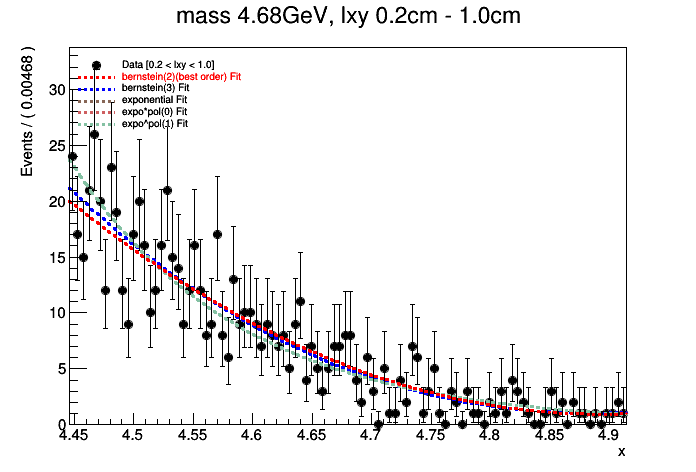 mass 4.68GeV, lxy 0.2cm - 1.0cm
Events / ( 0.00468 )
30
25
20
15
10
5
0
Data [0.2 < lxy < 1.0]
bernstein(2)(best order) Fit
bernstein(3) Fit
exponential Fit
expo*pol(0) Fit
expo^pol(1) Fit
4.45 4.5 4.55 4.6 4.65 4.7 4.75 4.8 4.85 4.9
x